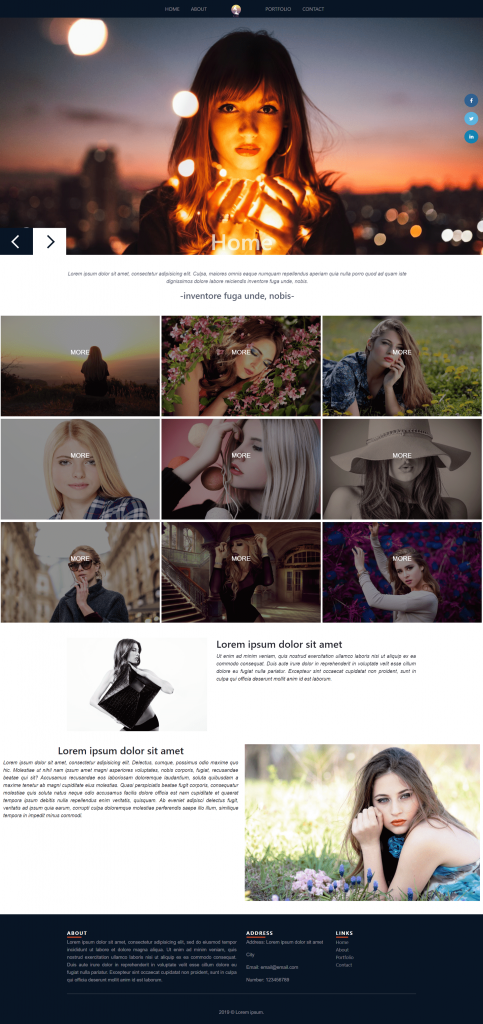 HOME ABOUT PORTFOLIO CONTACT
Home
Lorem ipsum dolor sit amet, consectetur adipisicing elit. Culpa, maiores omnis eaque numquam repellendus aperiam quia nulla porro quod ad quam iste
dignissimos dolore labore reiciendis inventore fuga unde, nobis.
-inventore fuga unde, nobis-
MORE MORE MORE
MORE MORE MORE
MORE MORE MORE
Lorem ipsum dolor sit amet
Ut enim ad minim veniam, quis nostrud exercitation ullamco laboris nisi ut aliquip ex ea
commodo consequat. Duis aute irure dolor in reprehenderit in voluptate velit esse cillum
dolore eu fugiat nulla pariatur. Excepteur sint occaecat cupidatat non proident, sunt in
culpa qui officia deserunt mollit anim id est laborum.
Lorem ipsum dolor sit amet
Lorem ipsum dolor sit amet, consectetur adipisicing elit. Delectus, cumque, possimus odio maxime quo
hic. Molestiae ut nihil nam ipsum amet magni asperiores voluptates, nobis corporis, fugiat, recusandae
beatae qui sit? Accusamus recusandae eos laboriosam doloremque laudantium, soluta quibusdam a
maxime tenetur ab magni cupiditate eius molestias. Quasi perspiciatis beatae fugit corporis, consequatur
molestiae quis soluta natus neque odio accusamus facilis dolore officia est nam cupiditate et quaerat
tempora ipsum debitis nulla repellendus enim veritatis, quisquam. Ab eveniet adipisci delectus fugit,
veritatis ad ipsum quia earum, corrupti culpa doloremque molestias perferendis saepe illo illum, similique
tempora in impedit minus commodi.
ABOUT
Lorem ipsum dolor sit amet, consectetur adipisicing elit, sed do eiusmod tempor
incididunt ut labore et dolore magna aliqua. Ut enim ad minim veniam, quis
nostrud exercitation ullamco laboris nisi ut aliquip ex ea commodo consequat.
Duis aute irure dolor in reprehenderit in voluptate velit esse cillum dolore eu
fugiat nulla pariatur. Excepteur sint occaecat cupidatat non proident, sunt in culpa
qui officia deserunt mollit anim id est laborum.
ADDRESS
Address: Lorem ipsum dolor sit amet
City
Email: email@email.com
Number: 123456789
LINKS
Home
About
Portfolio
Contact
2019 © Lorem ipsum.